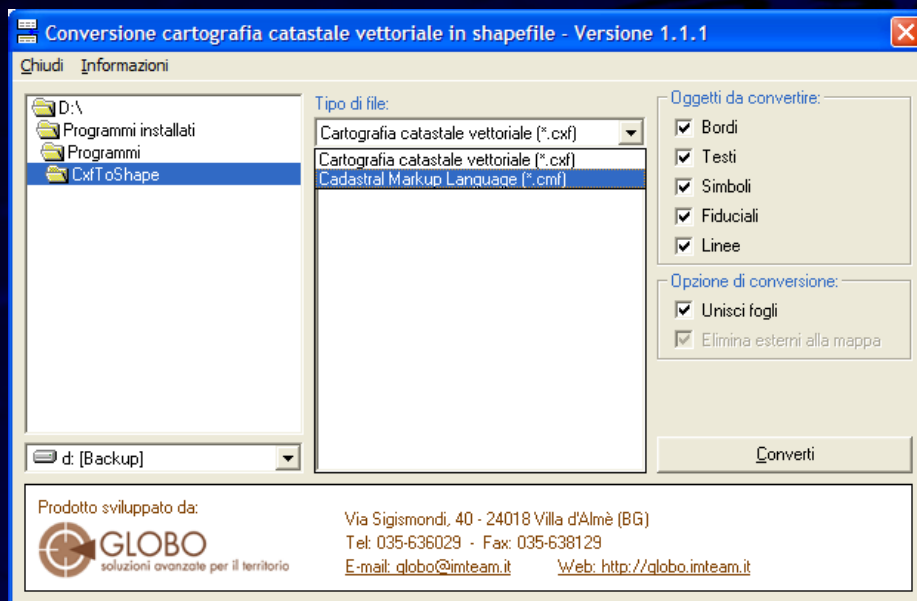 Conversione cartografia catastale vettoriale in shapefile - Versione 1.1.1
Chiudi Informazioni
D:\
Programmi installati
Programmi
CxfToShape
d: [Backup]
Tipo di file:
Cartografia catastale vettoriale (*.cxf)
Cartografia catastale vettoriale (*.cxf)
Cadastral Markup Language (*.cmf)
Oggetti da convertire:
Bordi
Testi
Simboli
Fiduciali
Linee
Opzione di conversione:
Unisci fogli
Elimina esterni alla mappa
Converti
Prodotto sviluppato da:
GLOBO
soluzioni avanzate per il territorio
Via Sigismondi, 40 - 24018 Villa d'Almè (BG)
Tel: 035-636029 - Fax: 035-638129
E-mail: globo@imteam.it Web: http://globo.imteam.it